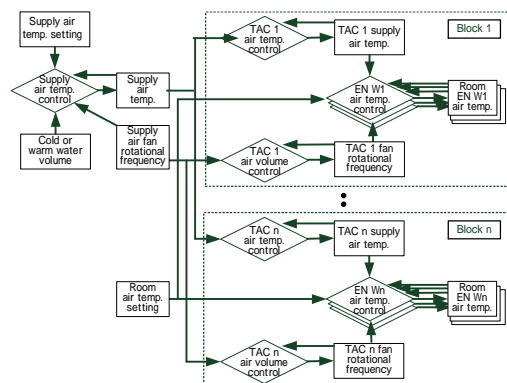 Supply air
temp. setting
Supply
air temp.
control
Supply
air
temp.
Cold or
warm water
volume
Supply
air fan
rotational
frequency
TAC 1
air temp.
control
TAC 1 supply
air temp.
Block 1
EN W1
air temp.
control
Room
EN W1
air temp.
TAC 1
air volume
control
TAC 1 fan
rotational
frequency
TAC n
air temp.
control
TAC n supply
air temp.
Block n
Room
air temp.
setting
EN Wn
air temp.
control
Room
EN Wn
air temp.
TAC n
air volume
control
TAC n fan
rotational
frequency